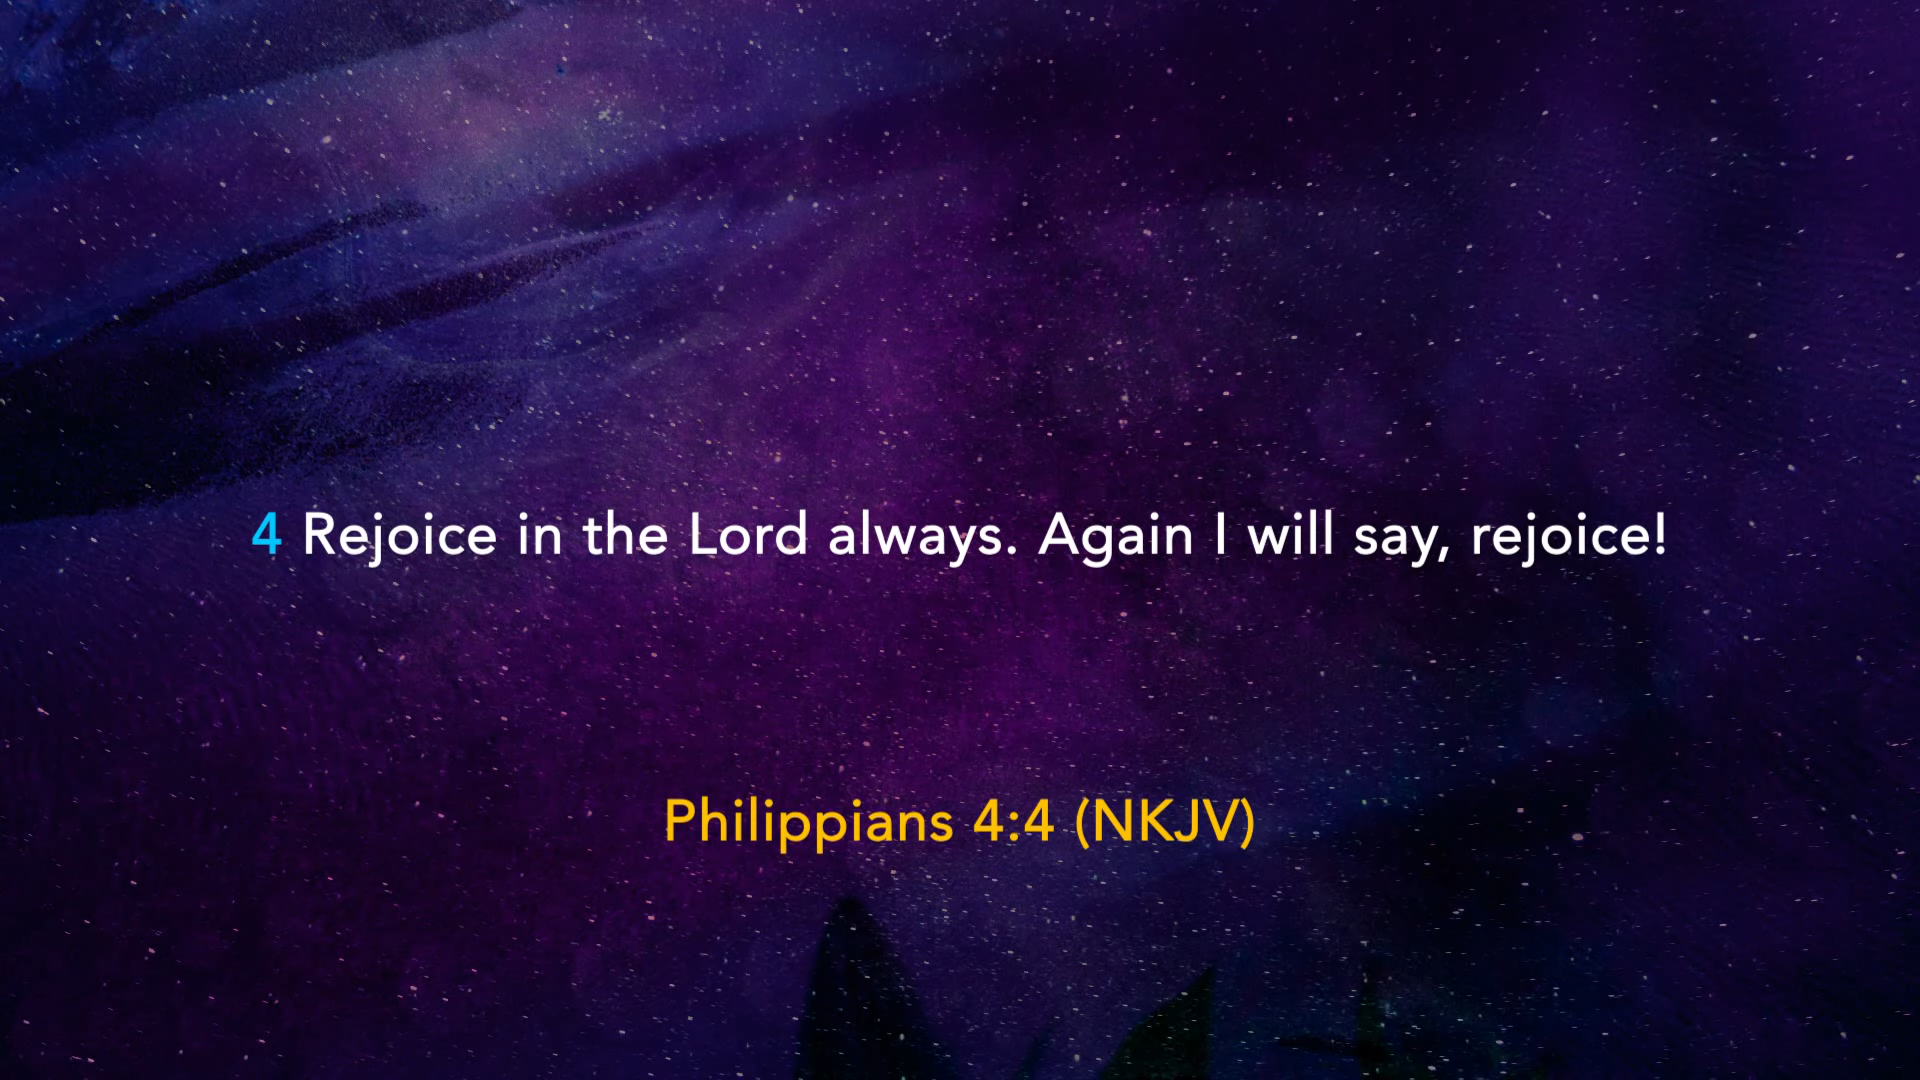 4 Rejoice in the Lord always. Again I will say, rejoice!
Philippians 4:4 (NKJV)